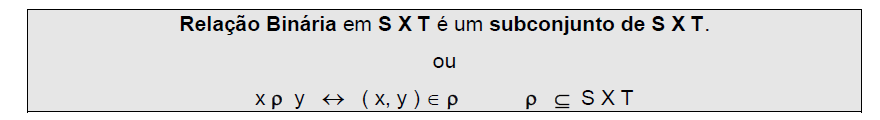 Relação Binária em S X T é um subconjunto de S X T.
ou
x ρ y ↔ ( x, y ) ∈ ρ ρ ⊆ S X T